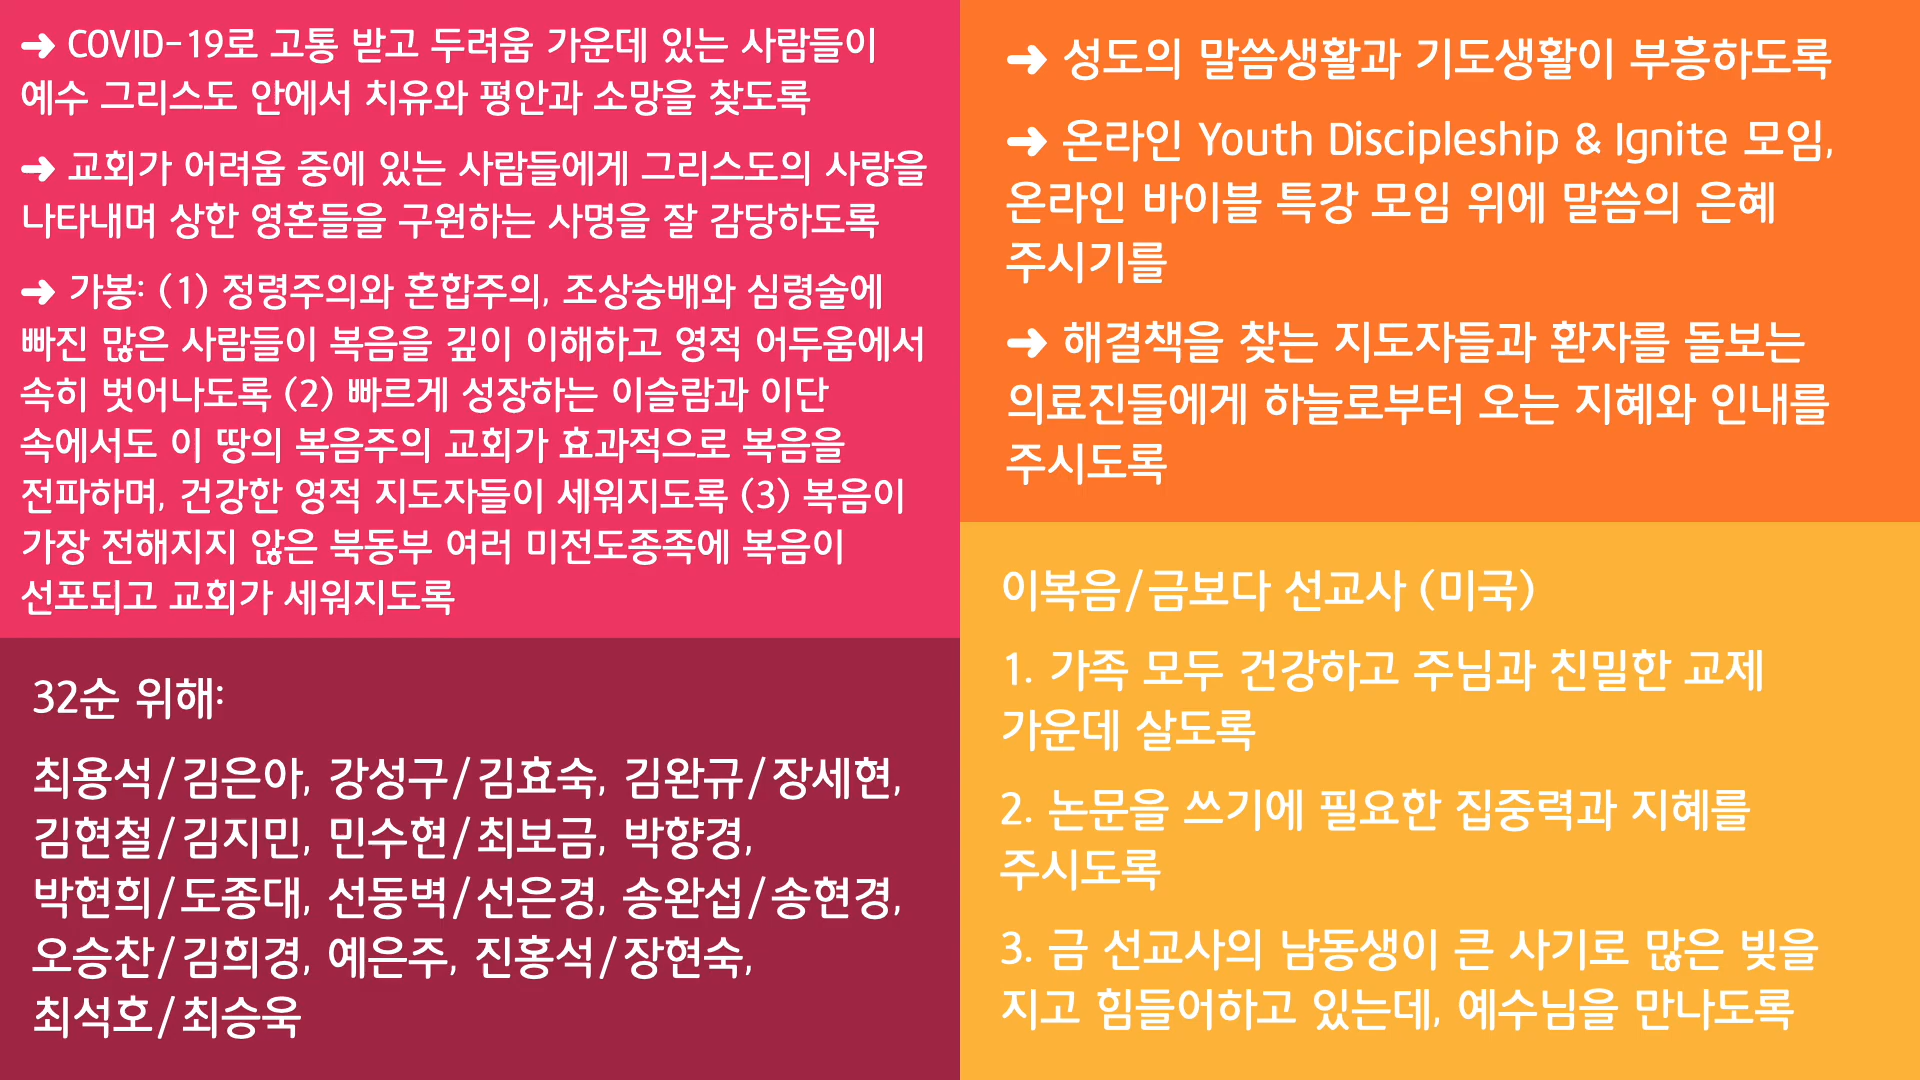 ➜ COVID-19로 고통 받고 두려움 가운데 있는 사람들이
예수 그리스도 안에서 치유와 평안과 소망을 찾도록
➜ 교회가 어려움 중에 있는 사람들에게 그리스도의 사랑을
나타내며 상한 영혼들을 구원하는 사명을 잘 감당하도록
➜ 가봉: (1) 정령주의와 혼합주의, 조상숭배와 심령술에
빠진 많은 사람들이 복음을 깊이 이해하고 영적 어두움에서
속히 벗어나도록 (2) 빠르게 성장하는 이슬람과 이단
속에서도 이 땅의 복음주의 교회가 효과적으로 복음을
전파하며, 건강한 영적 지도자들이 세워지도록 (3) 복음이
가장 전해지지 않은 북동부 여러 미전도종족에 복음이
선포되고 교회가 세워지도록
32순 위해:
최용석/김은아, 강성구/김효숙, 김완규/장세현,
김현철/김지민, 민수현/최보금, 박향경,
박현희/도종대, 선동벽/선은경, 송완섭/송현경,
오승찬/김희경, 예은주, 진홍석/장현숙,
최석호/최승욱
➜ 성도의 말씀생활과 기도생활이 부흥하도록
➜ 온라인 Youth Discipleship & Ignite 모임,
온라인 바이블 특강 모임 위에 말씀의 은혜
주시기를
➜ 해결책을 찾는 지도자들과 환자를 돌보는
의료진들에게 하늘로부터 오는 지혜와 인내를
주시도록
이복음/금보다 선교사 (미국)
1. 가족 모두 건강하고 주님과 친밀한 교제
가운데 살도록
2. 논문을 쓰기에 필요한 집중력과 지혜를
주시도록
3. 금 선교사의 남동생이 큰 사기로 많은 빚을
지고 힘들어하고 있는데, 예수님을 만나도록